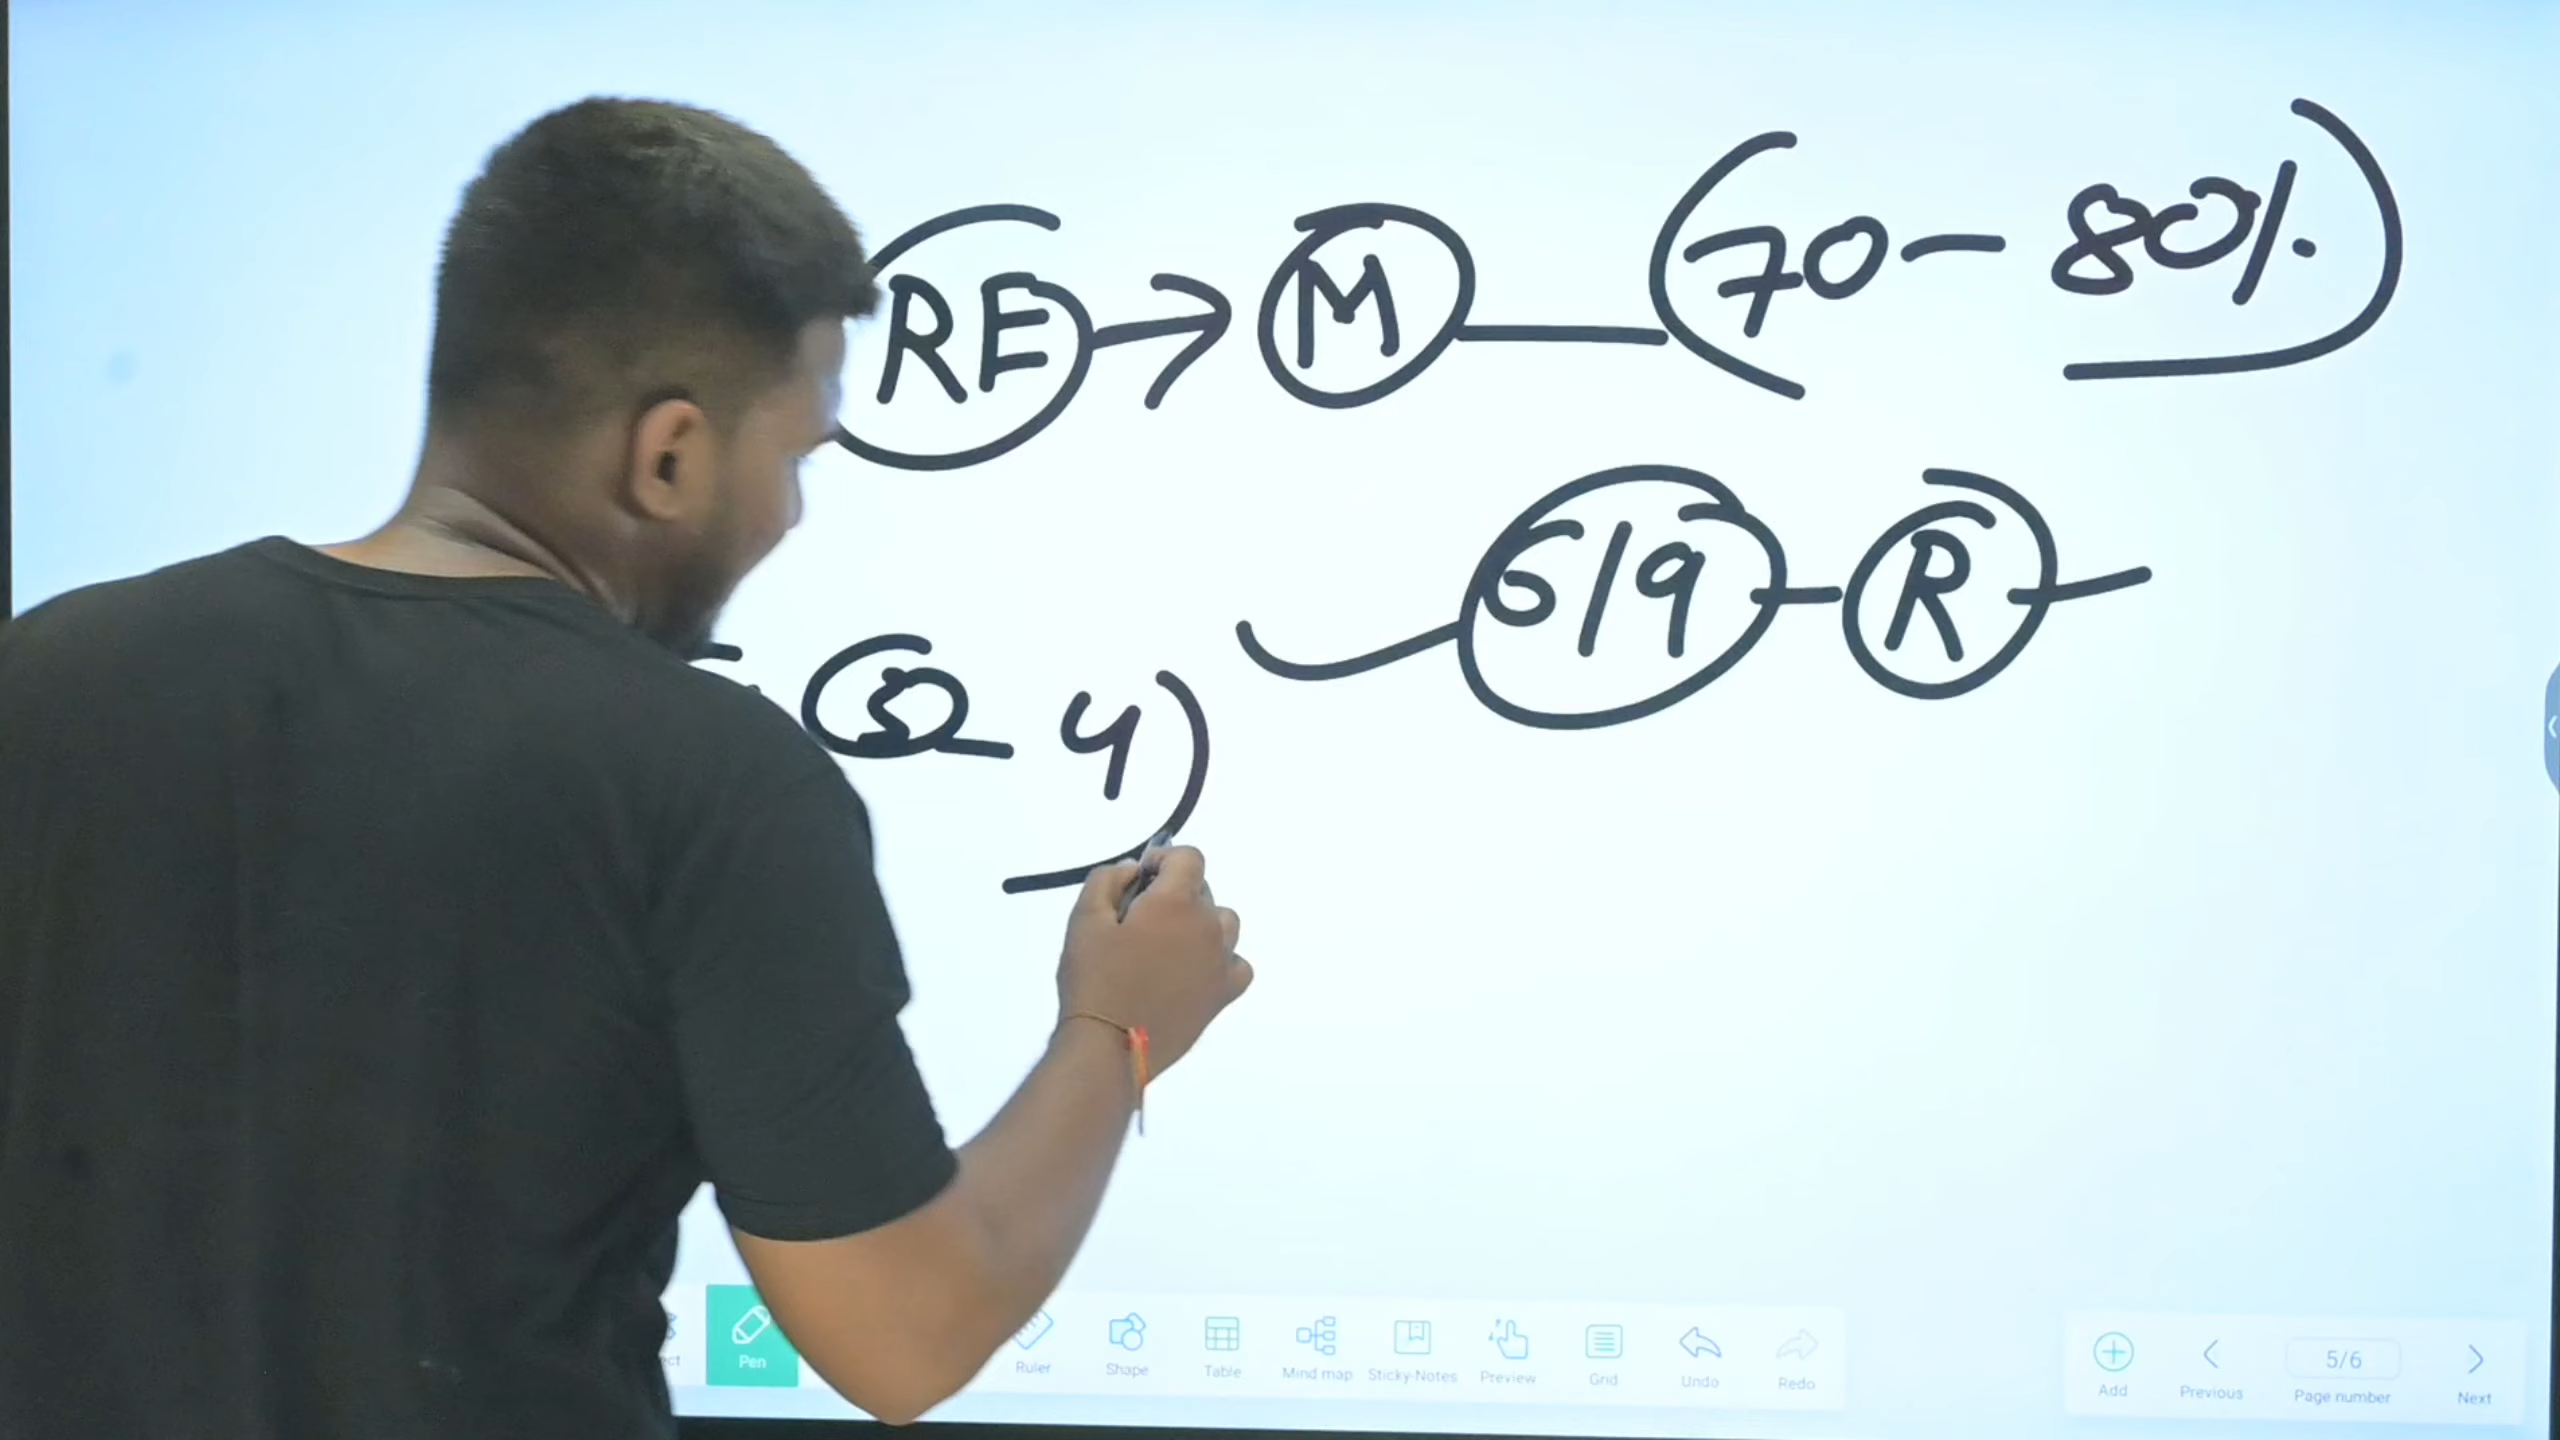 RE → M — (70 - 80%)
6/9 - R -
3 - 4)
Pen
Ruler
Shape
Table
Mind map
Sticky-Notes
Preview
Grid
Undo
Redo
Add
Previous
5/6
Page number
Next